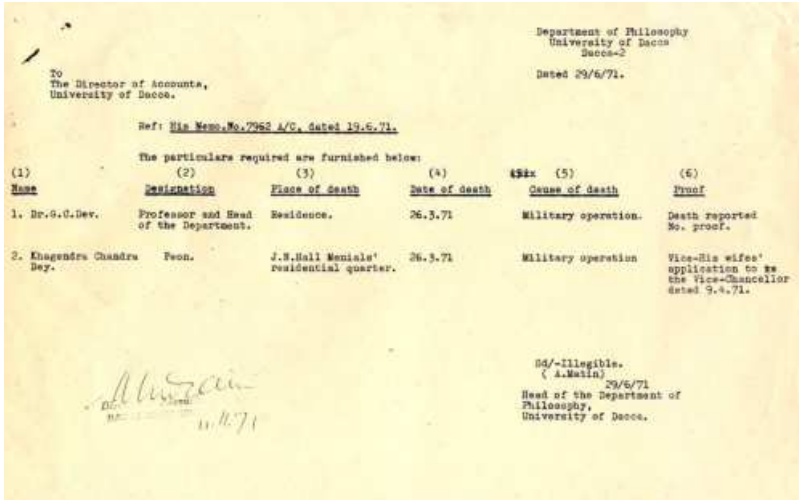 Department of Philosophy
University of Dacca
Dacca-2
Dated 29/6/71.
To
The Director of Accounts,
University of Dacca.
Ref: His Memo.No.7962 A/C, dated 19.6.71.
The particulars required are furnished below:
(1) (2) (3) (4) (5) (6)
Name Designation Place of death Date of death Cause of death Proof
1. Dr.G.C.Dev. Professor and Head Residence. 26.3.71 Military operation. Death reported
of the Department. No. proof.
2. Khagendra Chandra Peon. J.N.Hall Menials' 26.3.71 Military operation Vice-His wifes'
Dey. residential quarter. application to
the Vice-Chancellor
dated 9.4.71.
Sd/-Illegible.
( A.Matin)
29/6/71
Head of the Department of
Philosophy,
University of Dacca.
11.11.71